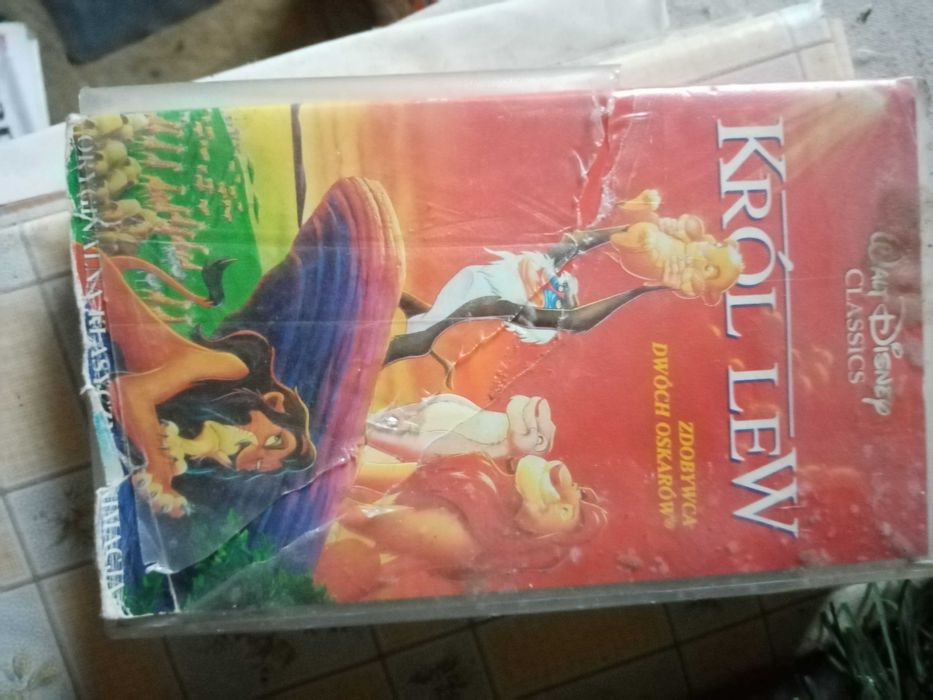 WALT DISNEY
CLASSICS
KRÓL LEW
ZDOBYWCA
DWÓCH OSKARÓW®